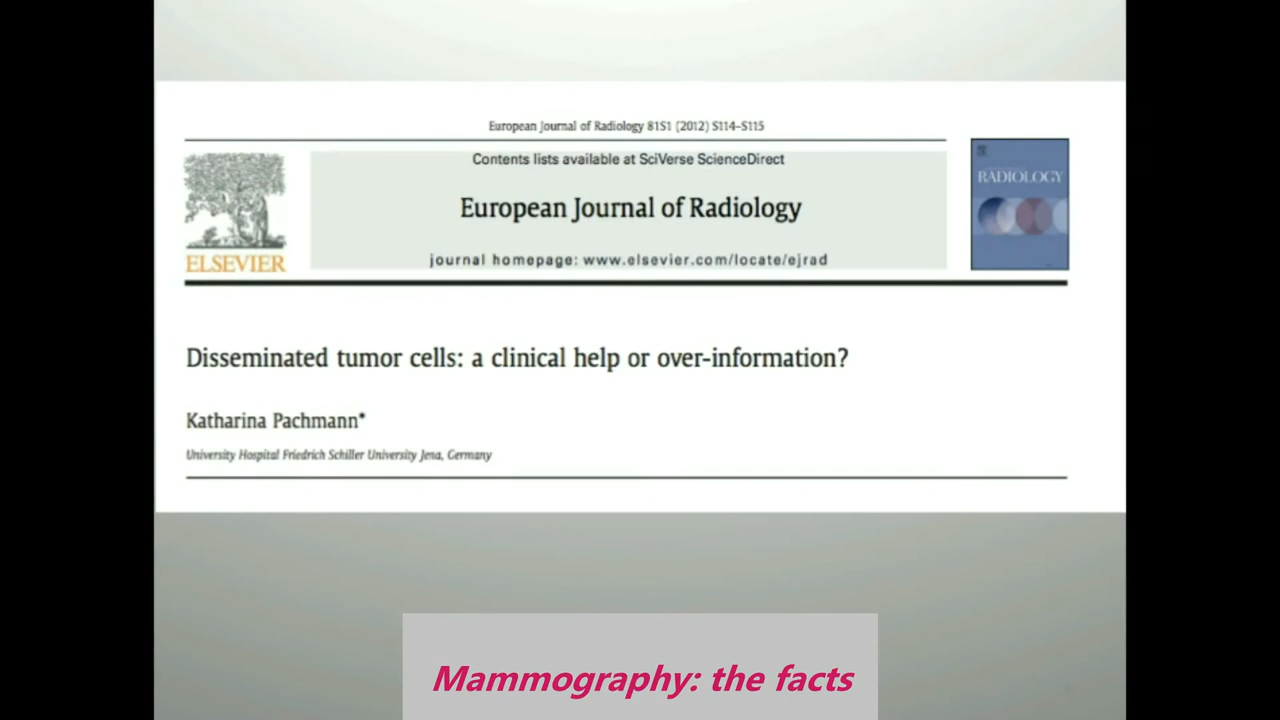 European Journal of Radiology 81S1 (2012) S114–S115
Contents lists available at SciVerse ScienceDirect
European Journal of Radiology
journal homepage: www.elsevier.com/locate/ejrad
ELSEVIER
RADIOLOGY
Disseminated tumor cells: a clinical help or over-information?
Katharina Pachmann*
University Hospital Friedrich Schiller University Jena, Germany
Mammography: the facts